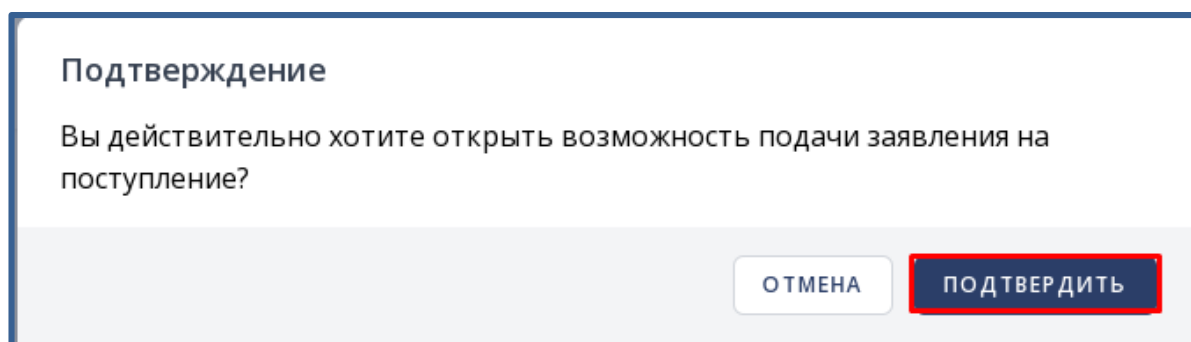 Подтверждение
Вы действительно хотите открыть возможность подачи заявления на
поступление?
ОТМЕНА
ПОДТВЕРДИТЬ